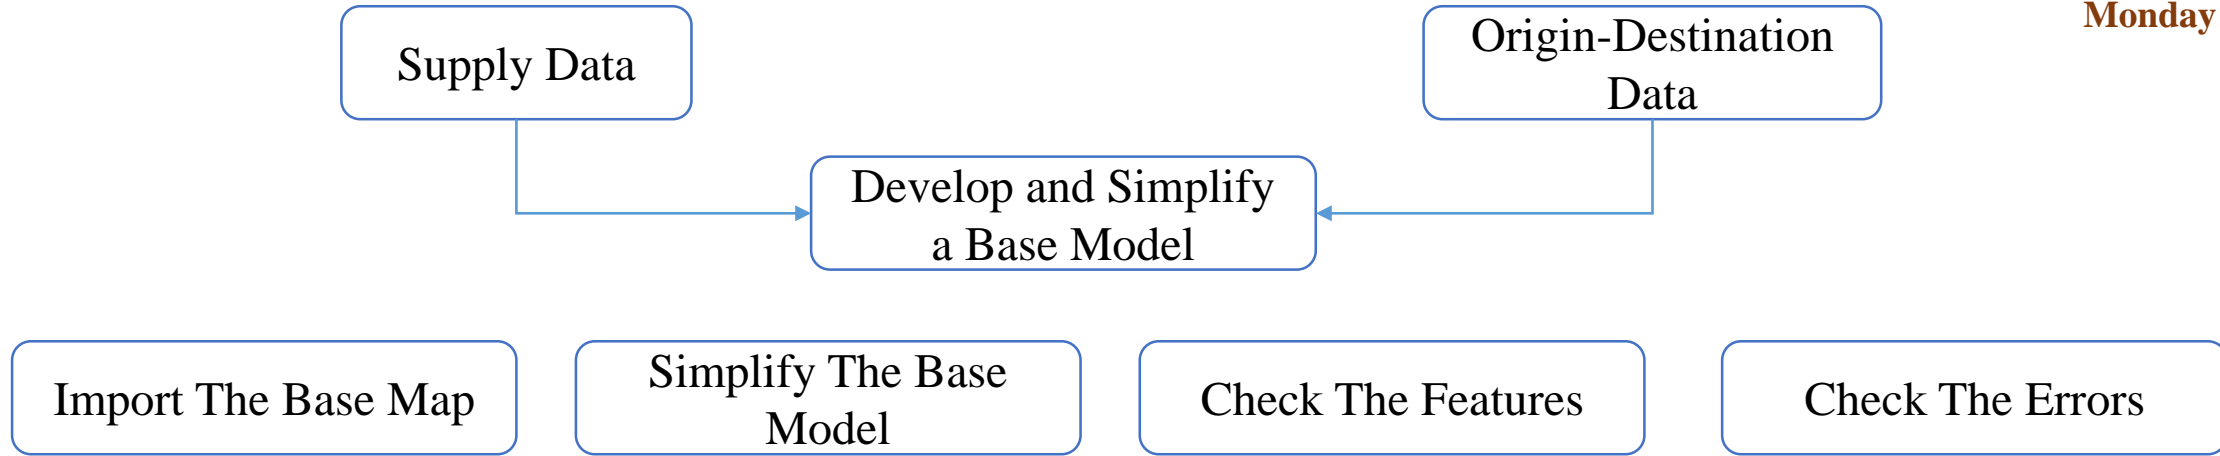 Monday
Supply Data
Origin-Destination
Data
Develop and Simplify
a Base Model
Import The Base Map
Simplify The Base
Model
Check The Features
Check The Errors